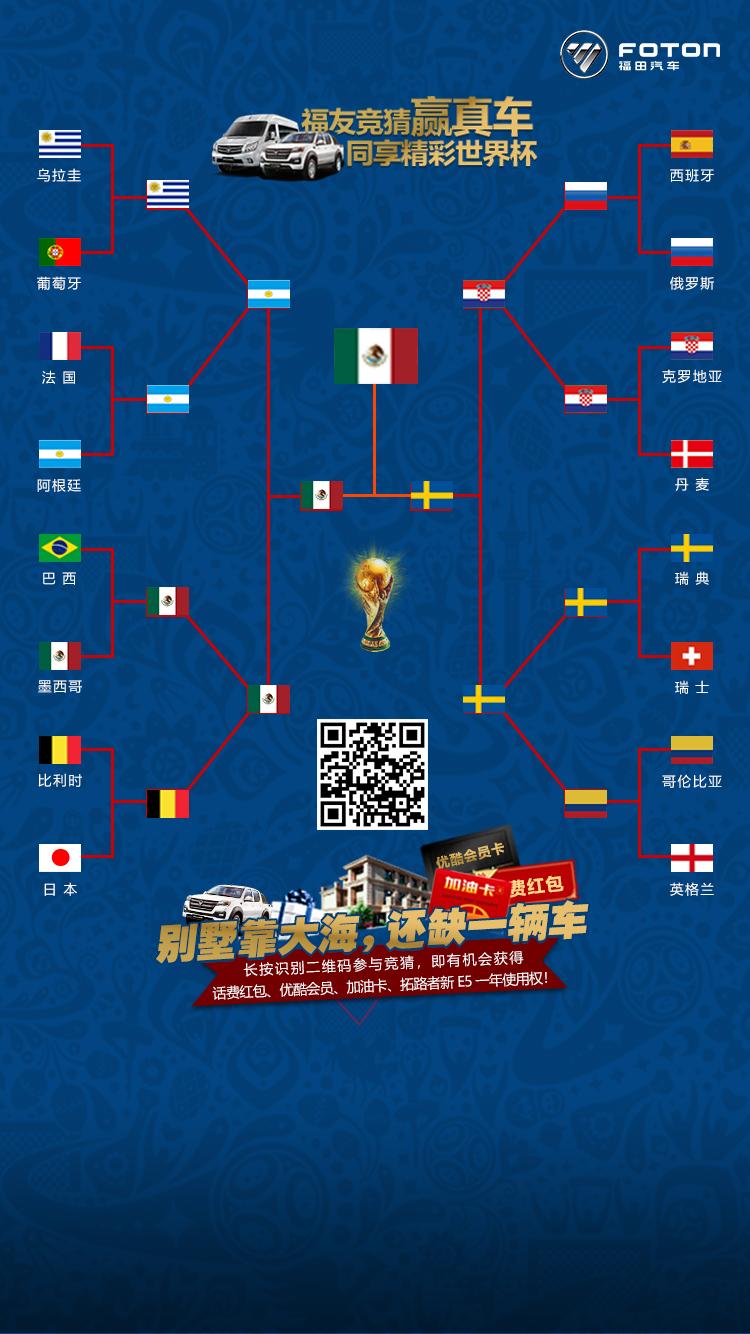 FOTON
福田汽车
福友竞猜赢真车
同享精彩世界杯
乌拉圭
葡萄牙
法 国
阿根廷
巴 西
墨西哥
比利时
日 本
西班牙
俄罗斯
克罗地亚
丹 麦
瑞 典
瑞 士
哥伦比亚
英格兰
优酷会员卡
加油卡
费红包
别墅靠大海,还缺一辆车
长按识别二维码参与竞猜，即有机会获得
话费红包、优酷会员、加油卡、拓路者新 E5 一年使用权!